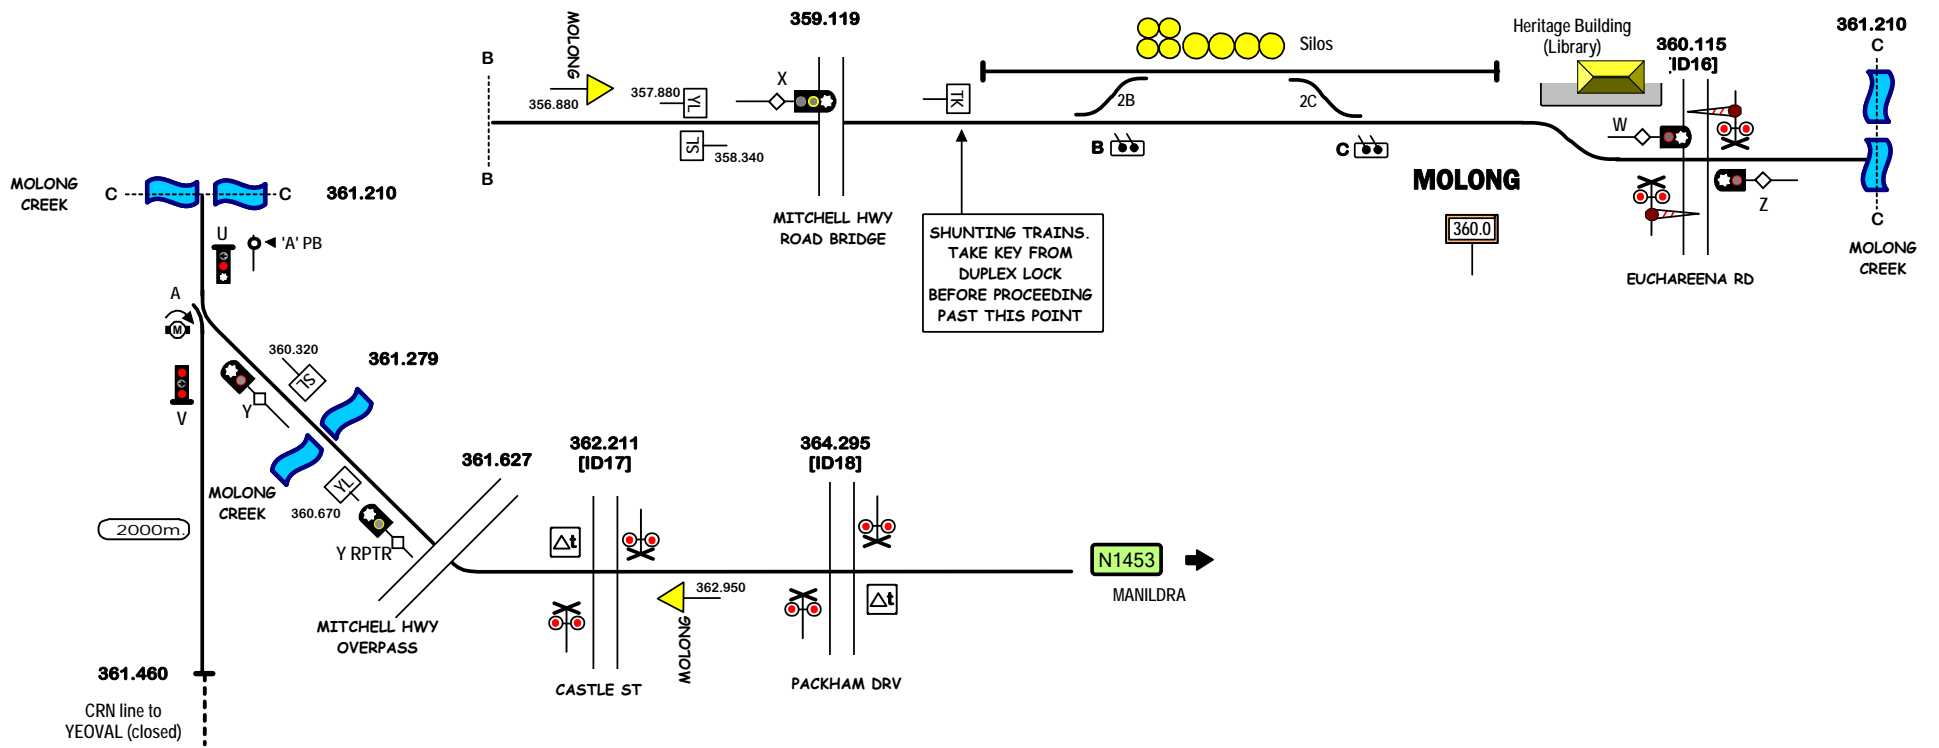 B
B
MOLONG
356.880
357.880
YL
SL
358.340
X
359.119
MITCHELL HWY
ROAD BRIDGE
TK
SHUNTING TRAINS.
TAKE KEY FROM
DUPLEX LOCK
BEFORE PROCEEDING
PAST THIS POINT
Silos
2B
2C
B
C
MOLONG
360.0
Heritage Building
(Library)
360.115
[ID16]
W
Z
EUCHAREENA RD
361.210
C
C
MOLONG
CREEK
MOLONG
CREEK
C
C
361.210
U
'A' PB
A
M
V
Y
360.320
SL
361.279
MOLONG
CREEK
YL
360.670
Y RPTR
2000m.
361.460
CRN line to
YEOVAL (closed)
361.627
MITCHELL HWY
OVERPASS
362.211
[ID17]
Δt
CASTLE ST
MOLONG
362.950
364.295
[ID18]
Δt
PACKHAM DRV
N1453
MANILDRA